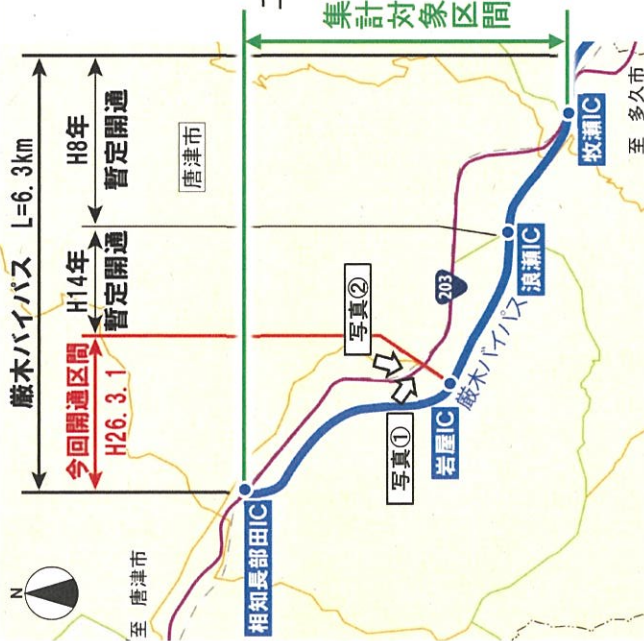 厳木バイパス L=6.3km
今回開通区間
H26.3.1
H14年
暫定開通
H8年
暫定開通
N
至 唐津市
唐津市
集計対象区間
相知長部田IC
写真①
写真②
岩屋IC
203
厳木バイパス
浪瀬IC
牧瀬IC
至 多久市